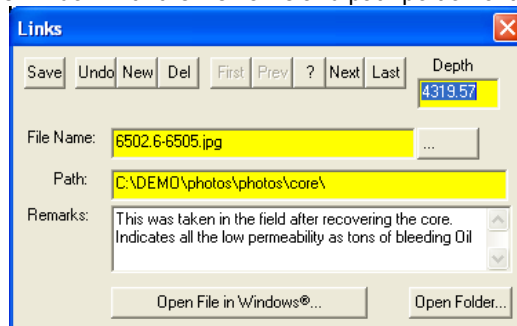 Links
Save Undo New Del First Prev ? Next Last
Depth
4319.57
File Name: 6502.6-6505.jpg ...
Path: C:\DEMO\photos\photos\core\
Remarks: This was taken in the field after recovering the core.
Indicates all the low permeability as tons of bleeding Oil
Open File in Windows®... Open Folder...